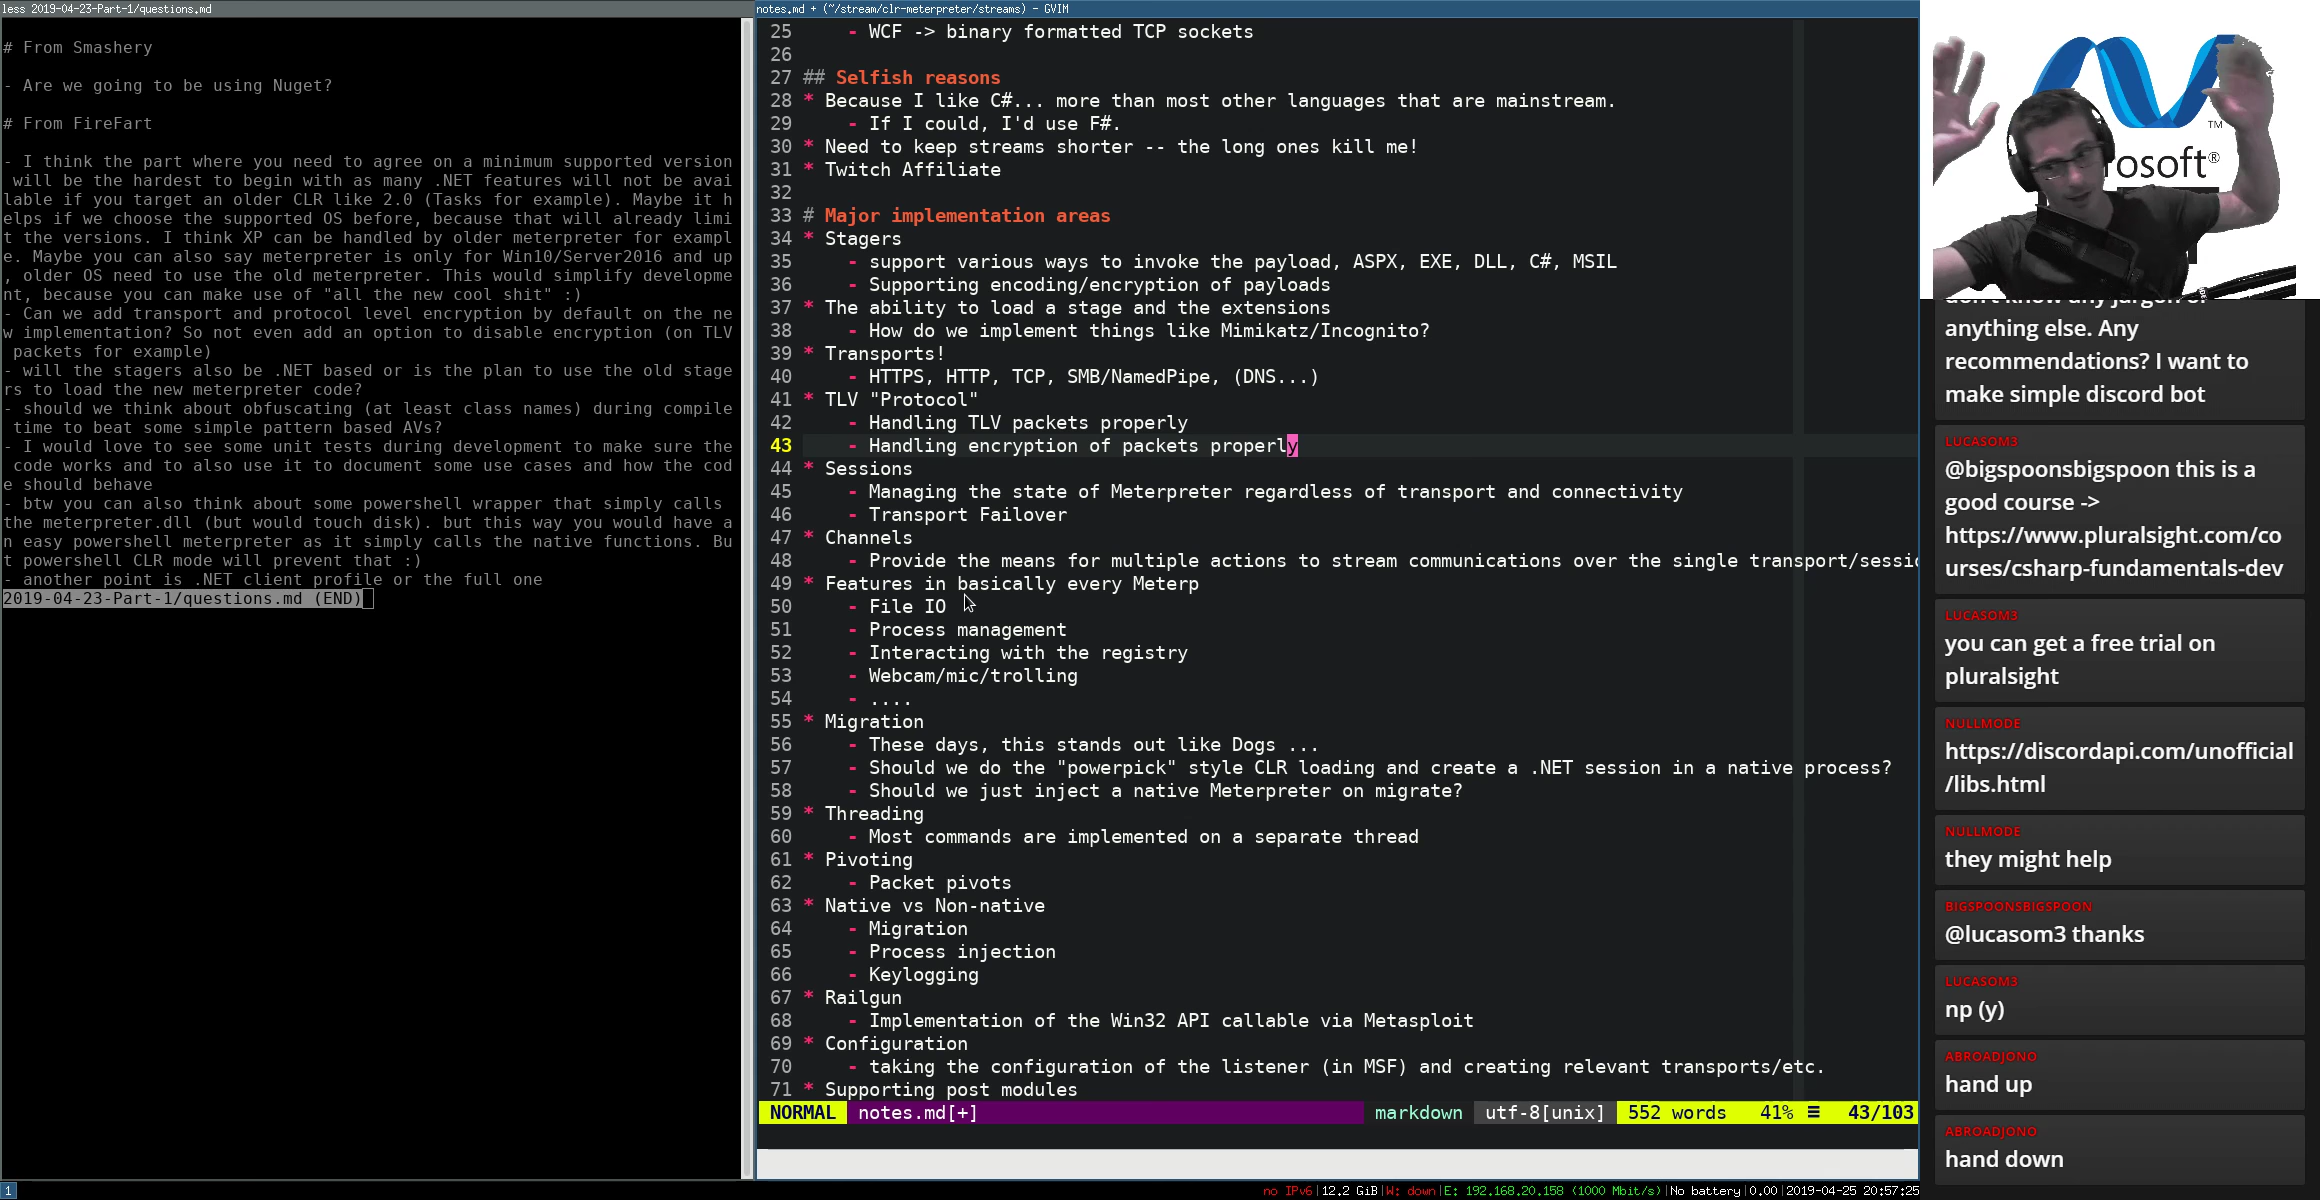 less 2019-04-23-Part-1/questions.md
# From Smashery
- Are we going to be using Nuget?
# From FireFart
- I think the part where you need to agree on a minimum supported version
 will be the hardest to begin with as many .NET features will not be avai
lable if you target an older CLR like 2.0 (Tasks for example). Maybe it h
elps if we choose the supported OS before, because that will already limi
t the versions. I think XP can be handled by older meterpreter for exampl
e. Maybe you can also say meterpreter is only for Win10/Server2016 and up
, older OS need to use the old meterpreter. This would simplify developme
nt, because you can make use of "all the new cool shit" :)
- Can we add transport and protocol level encryption by default on the ne
w implementation? So not even add an option to disable encryption (on TLV
 packets for example)
- will the stagers also be .NET based or is the plan to use the old stage
rs to load the new meterpreter code?
- should we think about obfuscating (at least class names) during compile
 time to beat some simple pattern based AVs?
- I would love to see some unit tests during development to make sure the
 code works and to also use it to document some use cases and how the cod
e should behave
- btw you can also think about some powershell wrapper that simply calls
the meterpreter.dll (but would touch disk). but this way you would have a
n easy powershell meterpreter as it simply calls the native functions. Bu
t powershell CLR mode will prevent that :)
- another point is .NET client profile or the full one
2019-04-23-Part-1/questions.md (END)
notes.md + (~/stream/clr-meterpreter/streams) - GVIM
25 - WCF -> binary formatted TCP sockets
26
27 ## Selfish reasons
28 * Because I like C#... more than most other languages that are mainstream.
29 - If I could, I'd use F#.
30 * Need to keep streams shorter -- the long ones kill me!
31 * Twitch Affiliate
32
33 # Major implementation areas
34 * Stagers
35 - support various ways to invoke the payload, ASPX, EXE, DLL, C#, MSIL
36 - Supporting encoding/encryption of payloads
37 * The ability to load a stage and the extensions
38 - How do we implement things like Mimikatz/Incognito?
39 * Transports!
40 - HTTPS, HTTP, TCP, SMB/NamedPipe, (DNS...)
41 * TLV "Protocol"
42 - Handling TLV packets properly
43 - Handling encryption of packets properly
44 * Sessions
45 - Managing the state of Meterpreter regardless of transport and connectivity
46 - Transport Failover
47 * Channels
48 - Provide the means for multiple actions to stream communications over the single transport/sessi
49 * Features in basically every Meterp
50 - File IO
51 - Process management
52 - Interacting with the registry
53 - Webcam/mic/trolling
54 - ....
55 * Migration
56 - These days, this stands out like Dogs ...
57 - Should we do the "powerpick" style CLR loading and create a .NET session in a native process?
58 - Should we just inject a native Meterpreter on migrate?
59 * Threading
60 - Most commands are implemented on a separate thread
61 * Pivoting
62 - Packet pivots
63 * Native vs Non-native
64 - Migration
65 - Process injection
66 - Keylogging
67 * Railgun
68 - Implementation of the Win32 API callable via Metasploit
69 * Configuration
70 - taking the configuration of the listener (in MSF) and creating relevant transports/etc.
71 * Supporting post modules
NORMAL notes.md[+] markdown utf-8[unix] 552 words 41% ≡ 43/103
TM
rosoft®
don't know any jargon or
anything else. Any
recommendations? I want to
make simple discord bot
LUCASOM3
@bigspoonsbigspoon this is a
good course ->
https://www.pluralsight.com/co
urses/csharp-fundamentals-dev
LUCASOM3
you can get a free trial on
pluralsight
NULLMODE
https://discordapi.com/unofficial
/libs.html
NULLMODE
they might help
BIGSPOONSBIGSPOON
@lucasom3 thanks
LUCASOM3
np (y)
ABROADJONO
hand up
ABROADJONO
hand down
1
no IPv6|12.2 GiB|W: down|E: 192.168.20.158 (1000 Mbit/s)|No battery|0.00|2019-04-25 20:57:25